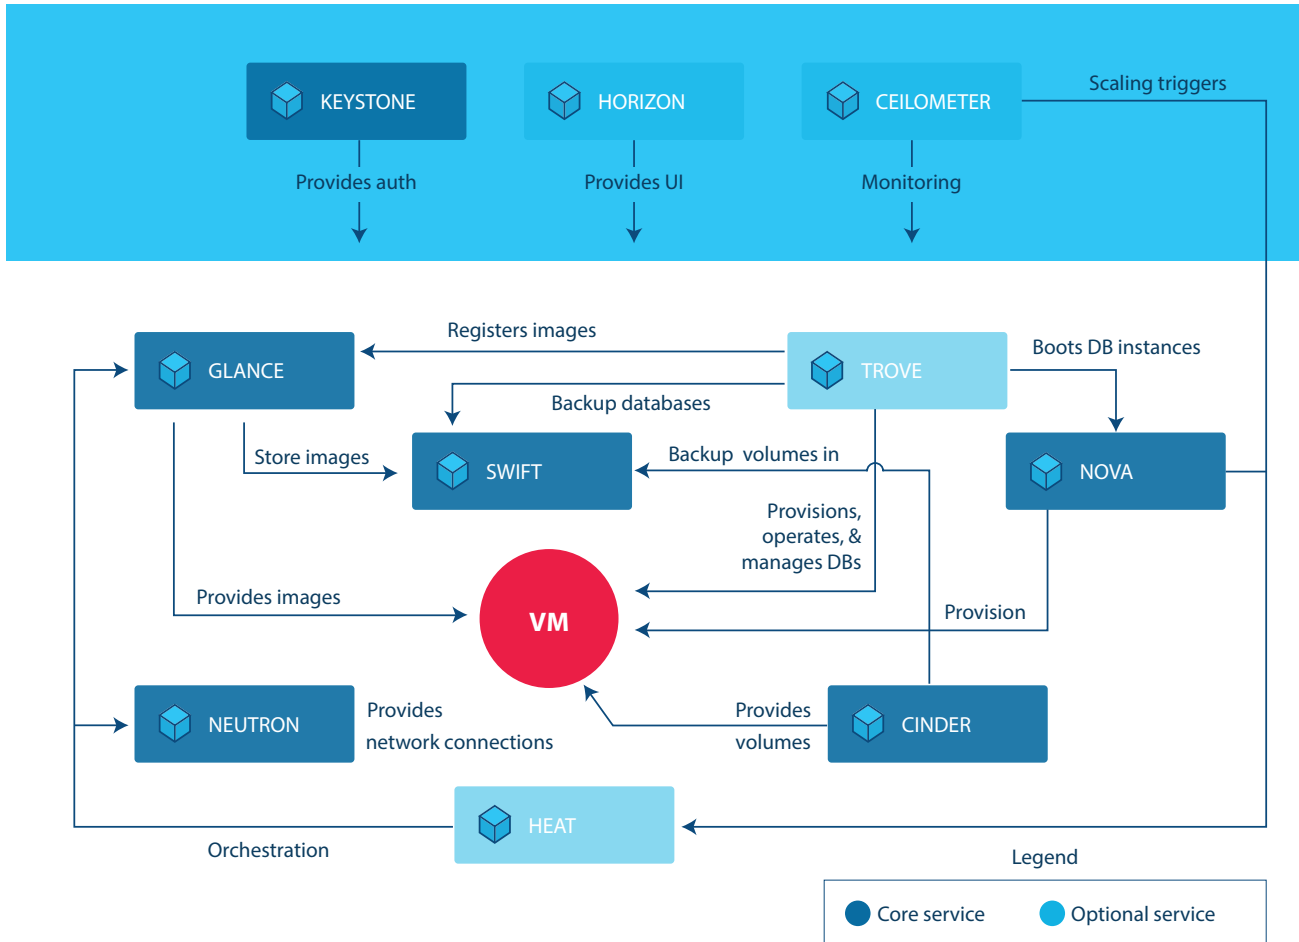 KEYSTONE
HORIZON
CEILOMETER
Scaling triggers
Provides auth
Provides UI
Monitoring
Registers images
Boots DB instances
GLANCE
TROVE
Backup databases
Store images
SWIFT
Backup volumes in
NOVA
Provisions,
operates, &
manages DBs
Provides images
VM
Provision
NEUTRON
Provides
network connections
Provides
volumes
CINDER
HEAT
Orchestration
Legend
Core service
Optional service